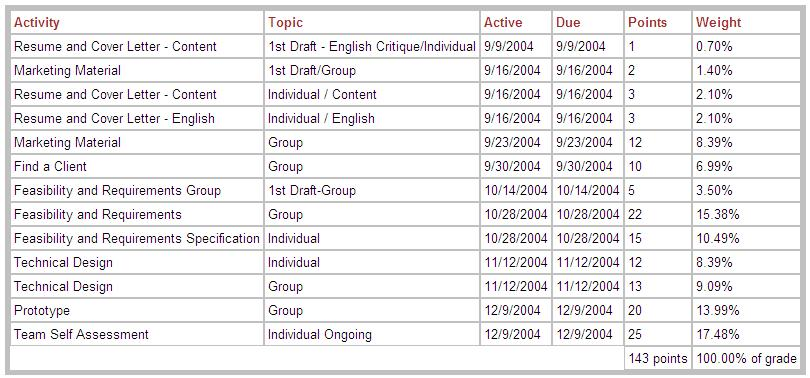 Activity Topic Active Due Points Weight
Resume and Cover Letter - Content 1st Draft - English Critique/Individual 9/9/2004 9/9/2004 1 0.70%
Marketing Material 1st Draft/Group 9/16/2004 9/16/2004 2 1.40%
Resume and Cover Letter - Content Individual / Content 9/16/2004 9/16/2004 3 2.10%
Resume and Cover Letter - English Individual / English 9/16/2004 9/16/2004 3 2.10%
Marketing Material Group 9/23/2004 9/23/2004 12 8.39%
Find a Client Group 9/30/2004 9/30/2004 10 6.99%
Feasibility and Requirements Group 1st Draft-Group 10/14/2004 10/14/2004 5 3.50%
Feasibility and Requirements Group 10/28/2004 10/28/2004 22 15.38%
Feasibility and Requirements Specification Individual 10/28/2004 10/28/2004 15 10.49%
Technical Design Individual 11/12/2004 11/12/2004 12 8.39%
Technical Design Group 11/12/2004 11/12/2004 13 9.09%
Prototype Group 12/9/2004 12/9/2004 20 13.99%
Team Self Assessment Individual Ongoing 12/9/2004 12/9/2004 25 17.48%
143 points 100.00% of grade